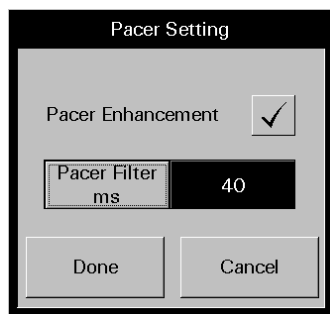 Pacer Setting
Pacer Enhancement
Pacer Filter
ms
40
Done
Cancel